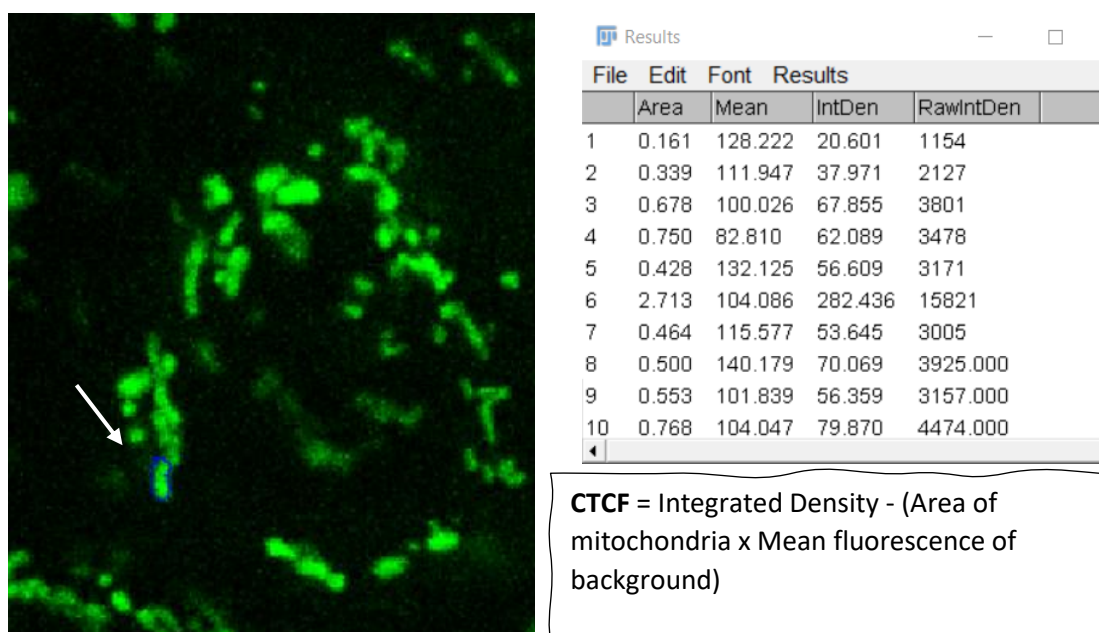 Results
File Edit Font Results
Area Mean IntDen RawIntDen
1 0.161 128.222 20.601 1154
2 0.339 111.947 37.971 2127
3 0.678 100.026 67.855 3801
4 0.750 82.810 62.089 3478
5 0.428 132.125 56.609 3171
6 2.713 104.086 282.436 15821
7 0.464 115.577 53.645 3005
8 0.500 140.179 70.069 3925.000
9 0.553 101.839 56.359 3157.000
10 0.768 104.047 79.870 4474.000
CTCF = Integrated Density - (Area of
mitochondria x Mean fluorescence of
background)